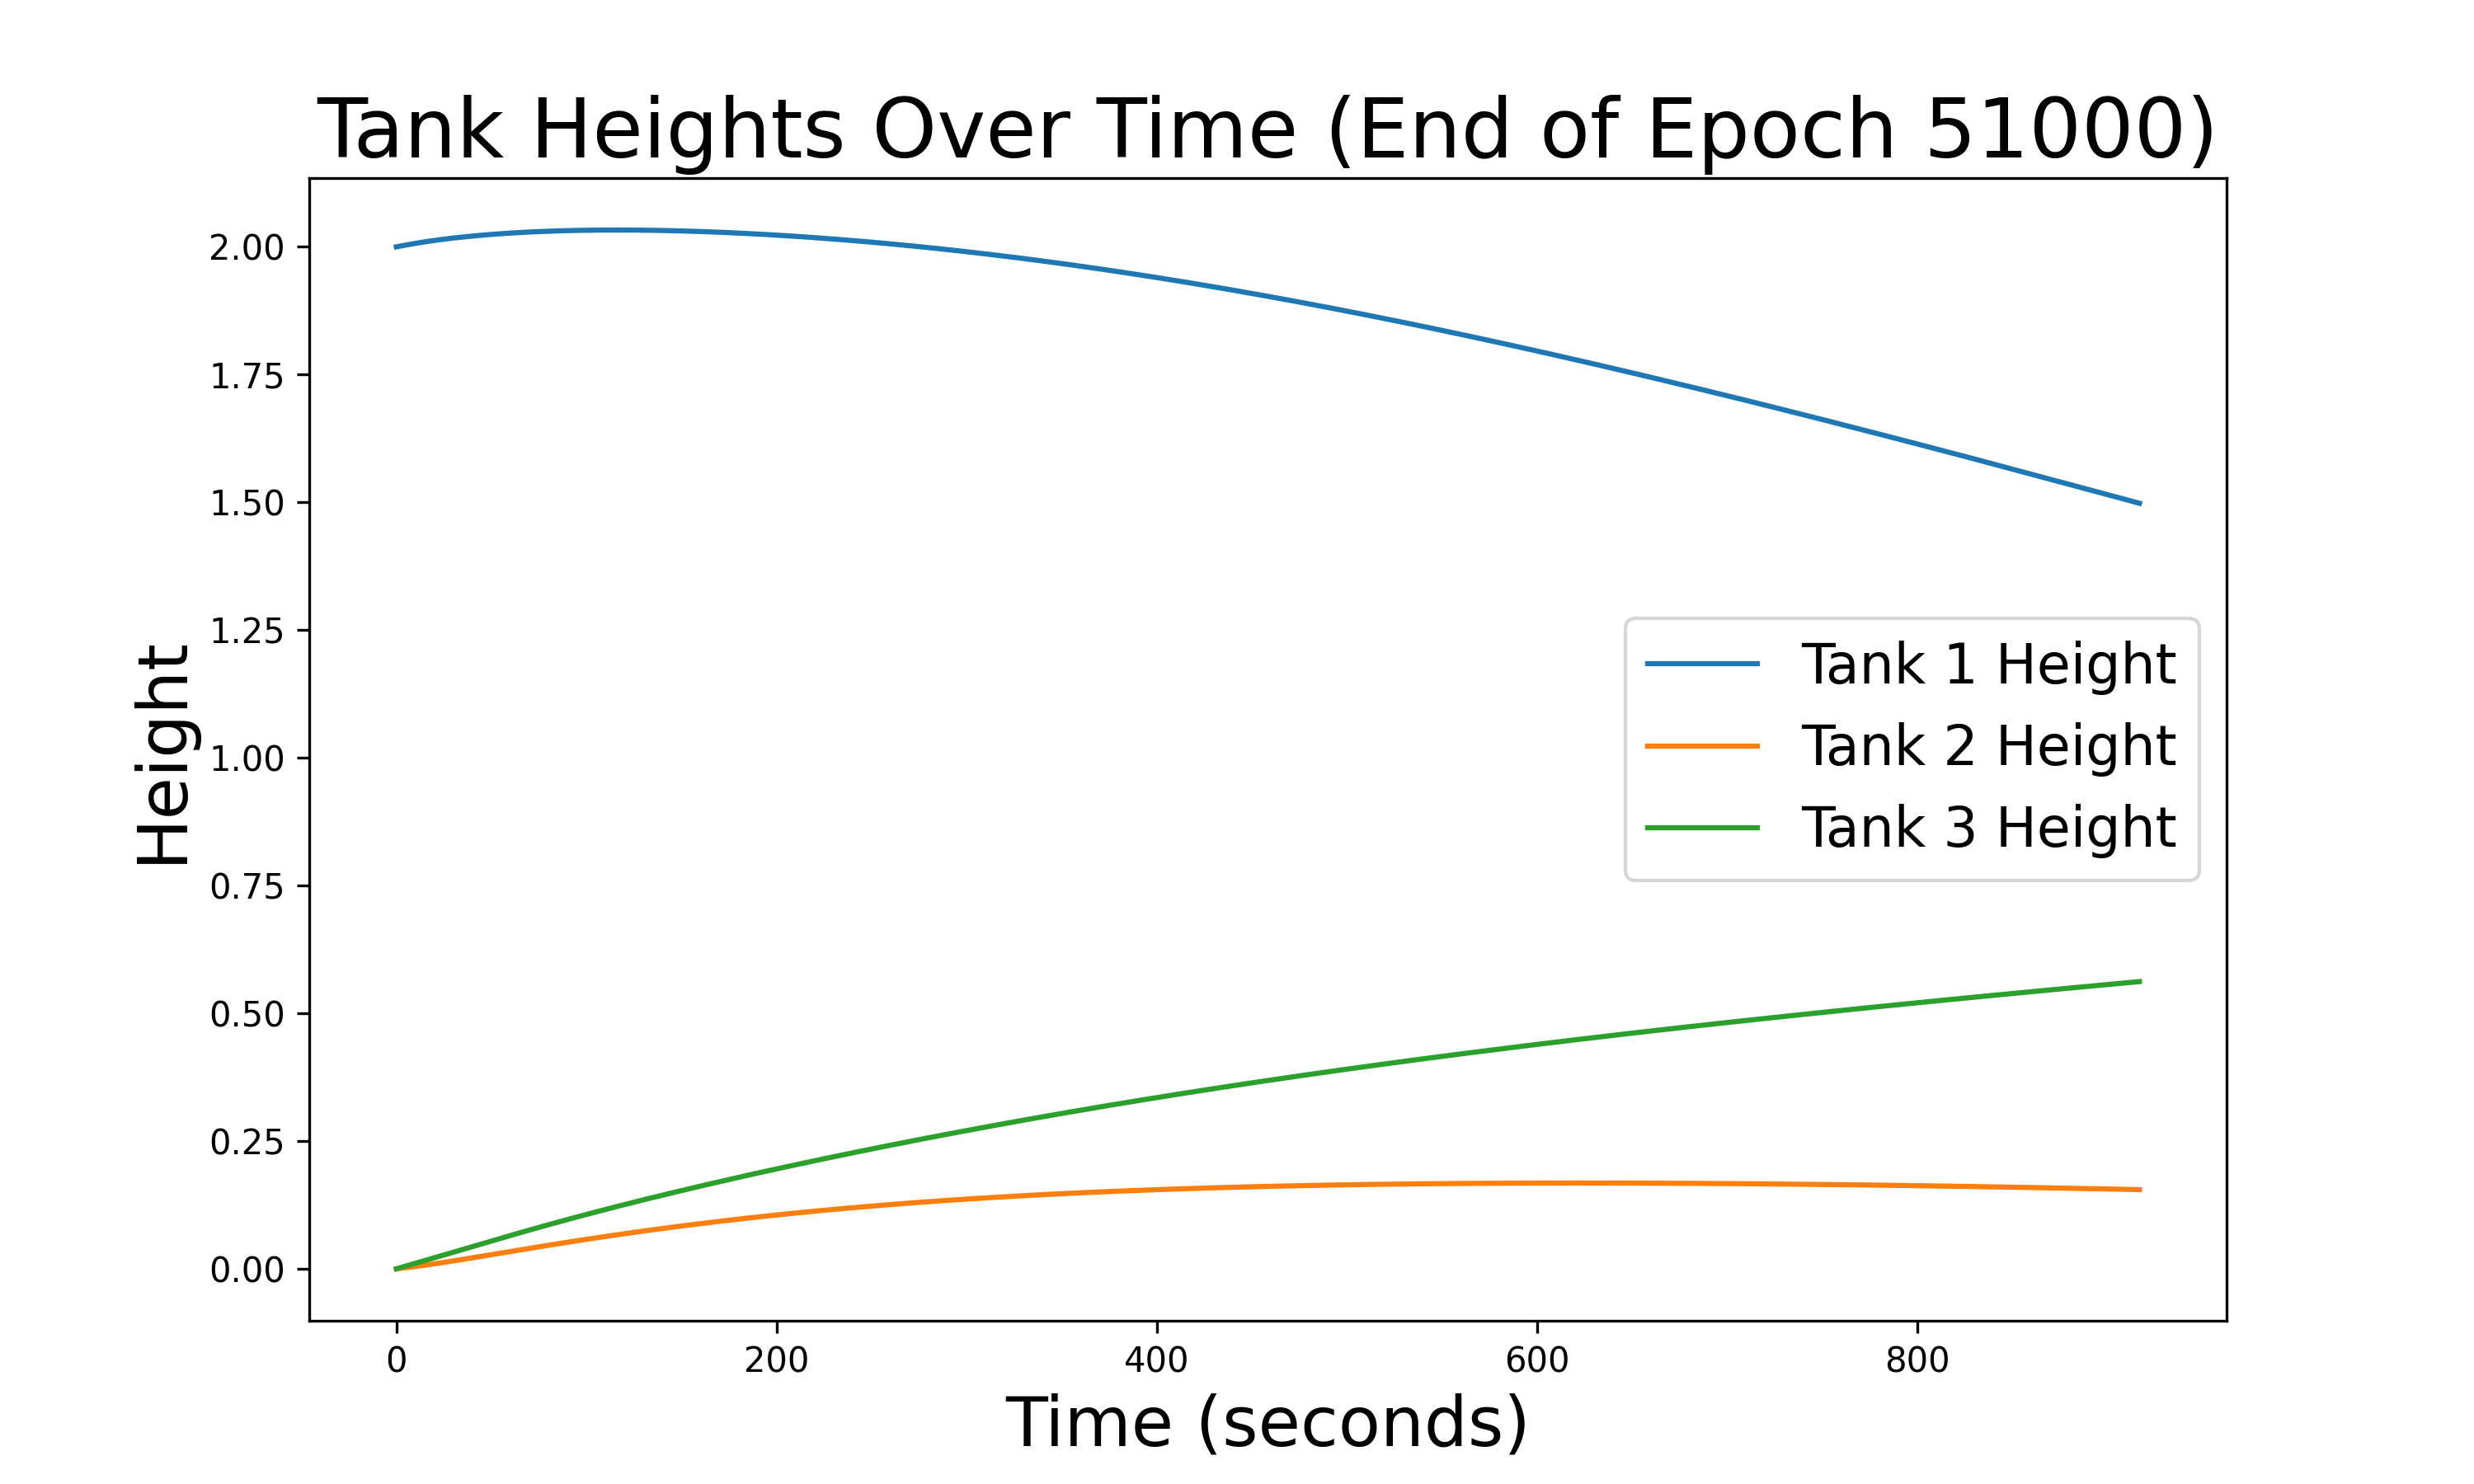 Tank Heights Over Time (End of Epoch 51000)
2.00
1.75
1.50
1.25
1.00
0.75
0.50
0.25
0.00
Height
Tank 1 Height
Tank 2 Height
Tank 3 Height
0 200 400 600 800
Time (seconds)